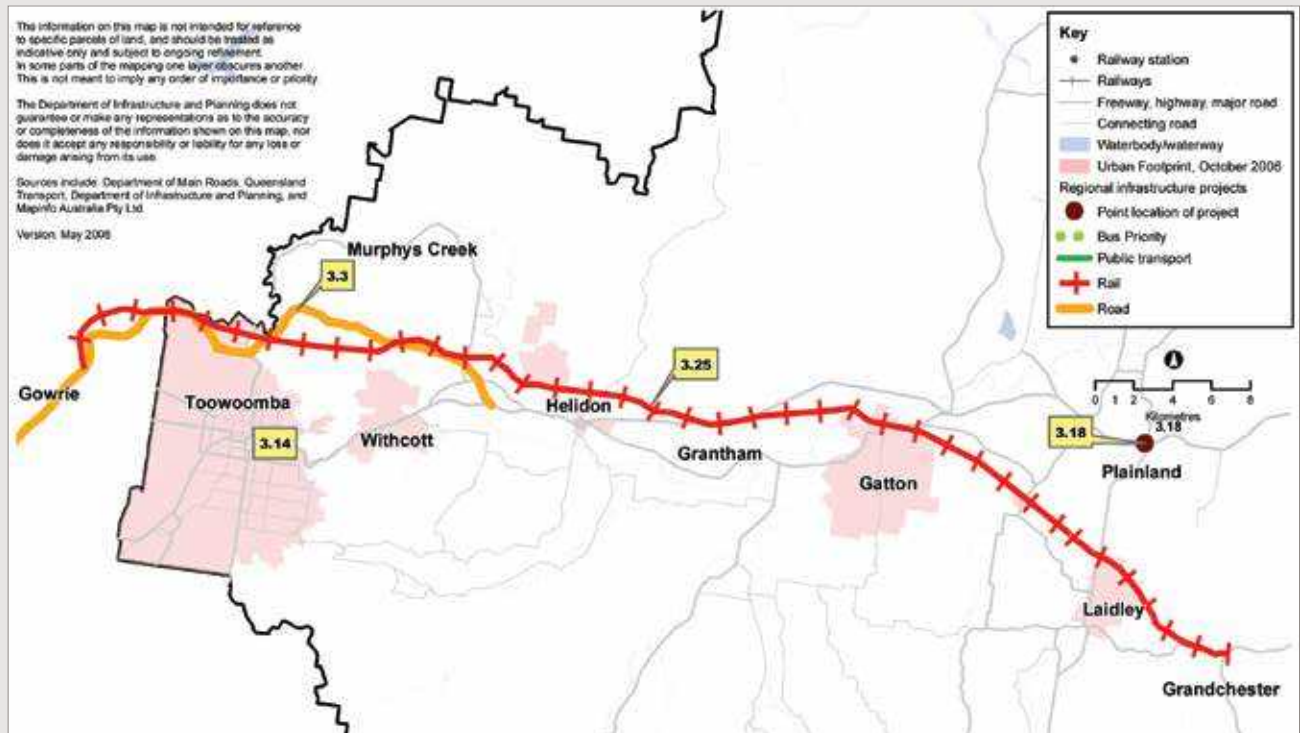 The information on this map is not intended for reference
to specific parcels of land, and should be treated as
indicative only and subject to ongoing refinement.
In some parts of the mapping one layer obscures another.
This is not meant to imply any order of importance or priority
The Department of Infrastructure and Planning does not
guarantee or make any representations as to the accuracy
or completeness of the information shown on this map, nor
does it accept any responsibility or liability for any loss or
damage arising from its use.
Sources include: Department of Main Roads, Queensland
Transport, Department of Infrastructure and Planning, and
Mapinfo Australia Pty Ltd.
Version: May 2008
Key
Railway station
Railways
Freeway, highway, major road
Connecting road
Waterbody/waterway
Urban Footprint, October 2006
Regional infrastructure projects
Point location of project
Bus Priority
Public transport
Rail
Road
0 1 2 4 6 8
Kilometres
Murphys Creek
3.3
3.25
Gowrie
Toowoomba
Helidon
3.18
3.18
3.14
Withcott
Grantham
Plainland
Gatton
Laidley
Grandchester